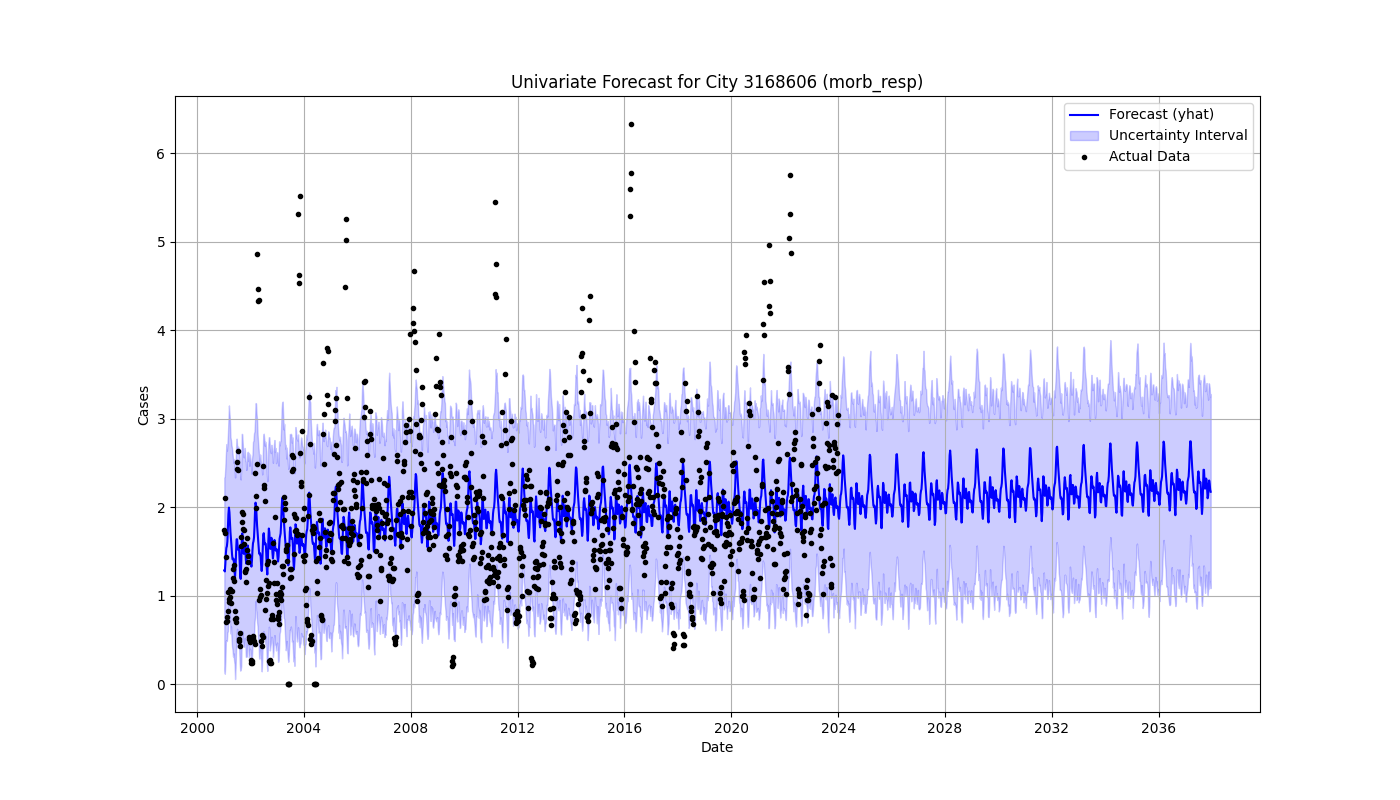 Univariate Forecast for City 3168606 (morb_resp)
Forecast (yhat)
Uncertainty Interval
Actual Data
Cases
6
5
4
3
2
1
0
2000 2004 2008 2012 2016 2020 2024 2028 2032 2036
Date